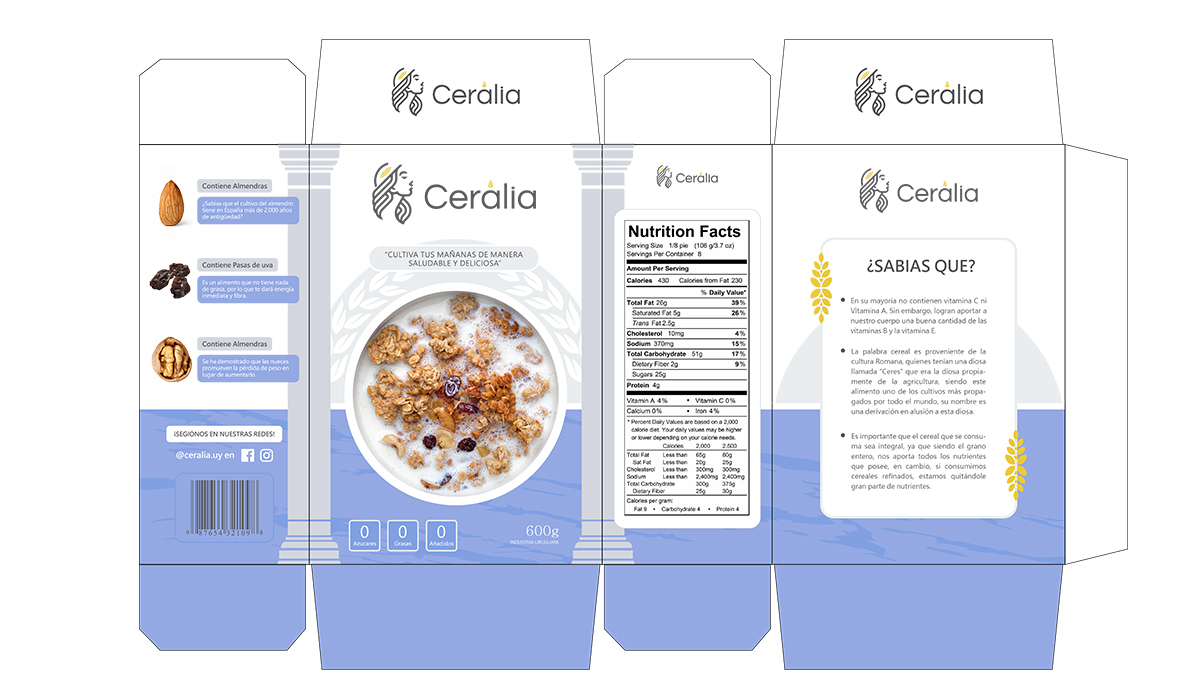 Ceralia
Ceralia
Contiene Almendras
¿Sabías que el cultivo del almendro
tiene en España más de 2,000 años
de antigüedad?
Contiene Pasas de uva
Es un alimento que no tiene nada
de grasa, por lo que te dará energía
inmediata y fibra.
Contiene Almendras
Se ha demostrado que las nueces
promueven la pérdida de peso en
lugar de aumentarlo.
¡SEGIONOS EN NUESTRAS REDES!
@ceralia.uy en
9 87654 32109 8
Ceralia
"CULTIVA TUS MAÑANAS DE MANERA
SALUDABLE Y DELICIOSA"
0
Azucares
0
Grasas
0
Añadidos
600g
INDUSTRIA URUGUAYA
Ceralia
Nutrition Facts
Serving Size 1/8 pie (106 g/3.7 oz)
Servings Per Container 8
Amount Per Serving
Calories 430 Calories from Fat 230
% Daily Value*
Total Fat 26g 39%
Saturated Fat 5g 26%
Trans Fat 2.5g
Cholesterol 10mg 4%
Sodium 370mg 15%
Total Carbohydrate 51g 17%
Dietary Fiber 2g 9%
Sugars 25g
Protein 4g
Vitamin A 4% • Vitamin C 0%
Calcium 0% • Iron 4%
* Percent Daily Values are based on a 2,000
calorie diet. Your daily values may be higher
or lower depending on your calorie needs.
Calories 2,000 2,500
Total Fat Less than 65g 80g
Sat Fat Less than 20g 25g
Cholesterol Less than 300mg 300mg
Sodium Less than 2,400mg 2,400mg
Total Carbohydrate 300g 375g
Dietary Fiber 25g 30g
Calories per gram:
Fat 9 • Carbohydrate 4 • Protein 4
Ceralia
¿SABIAS QUE?
• En su mayoría no contienen vitamina C ni
Vitamina A. Sin embargo, logran aportar a
nuestro cuerpo una buena cantidad de las
vitaminas B y la vitamina E.
• La palabra cereal es proveniente de la
cultura Romana, quienes tenían una diosa
llamada "Ceres" que era la diosa propia-
mente de la agricultura, siendo este
alimento uno de los cultivos más propa-
gados por todo el mundo, su nombre es
una derivación en alusión a esta diosa.
• Es importante que el cereal que se consu-
ma sea integral, ya que siendo el grano
entero, nos aporta todos los nutrientes
que posee, en cambio, si consumimos
cereales refinados, estamos quitándole
gran parte de nutrientes.